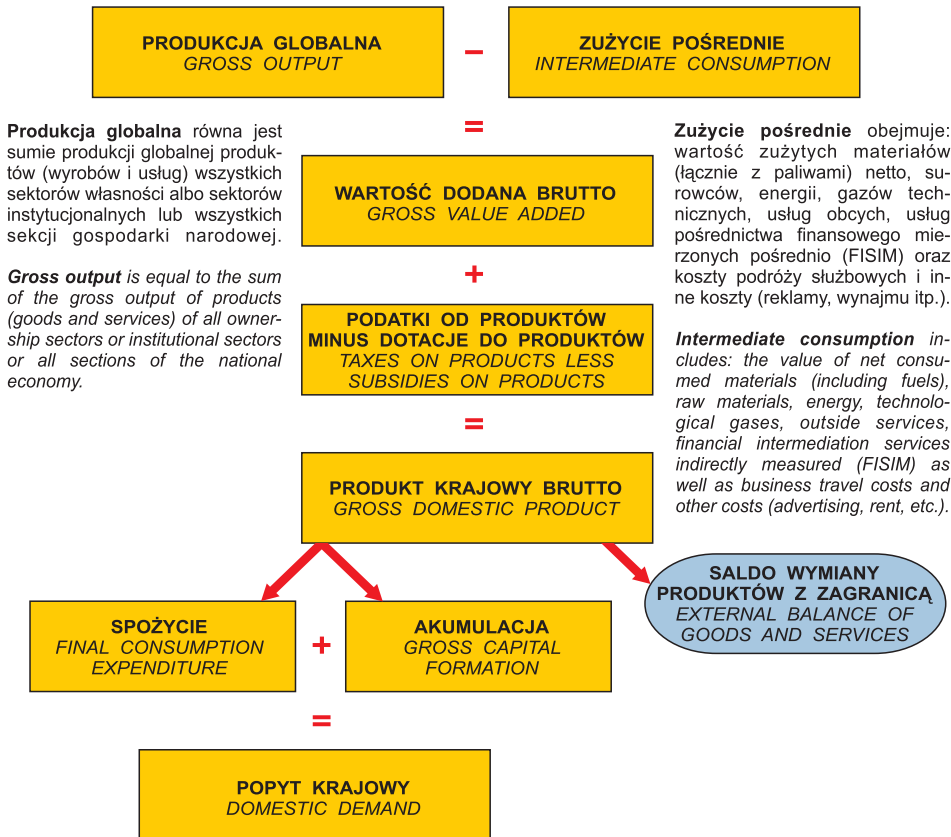 PRODUKCJA GLOBALNA
GROSS OUTPUT
–
ZUŻYCIE POŚREDNIE
INTERMEDIATE CONSUMPTION
=
Produkcja globalna równa jest
sumie produkcji globalnej produk-
tów (wyrobów i usług) wszystkich
sektorów własności albo sektorów
instytucjonalnych lub wszystkich
sekcji gospodarki narodowej.
Gross output is equal to the sum
of the gross output of products
(goods and services) of all owner-
ship sectors or institutional sectors
or all sections of the national
economy.
WARTOŚĆ DODANA BRUTTO
GROSS VALUE ADDED
+
PODATKI OD PRODUKTÓW
MINUS DOTACJE DO PRODUKTÓW
TAXES ON PRODUCTS LESS
SUBSIDIES ON PRODUCTS
=
Zużycie pośrednie obejmuje:
wartość zużytych materiałów
(łącznie z paliwami) netto, su-
rowców, energii, gazów tech-
nicznych, usług obcych, usług
pośrednictwa finansowego mie-
rzonych pośrednio (FISIM) oraz
koszty podróży służbowych i in-
ne koszty (reklamy, wynajmu itp.).
Intermediate consumption in-
cludes: the value of net consu-
med materials (including fuels),
raw materials, energy, technolo-
gical gases, outside services,
financial intermediation services
indirectly measured (FISIM) as
well as business travel costs and
other costs (advertising, rent, etc.).
PRODUKT KRAJOWY BRUTTO
GROSS DOMESTIC PRODUCT
SALDO WYMIANY
PRODUKTÓW Z ZAGRANICĄ
EXTERNAL BALANCE OF
GOODS AND SERVICES
SPOŻYCIE
FINAL CONSUMPTION
EXPENDITURE
+
AKUMULACJA
GROSS CAPITAL
FORMATION
=
POPYT KRAJOWY
DOMESTIC DEMAND